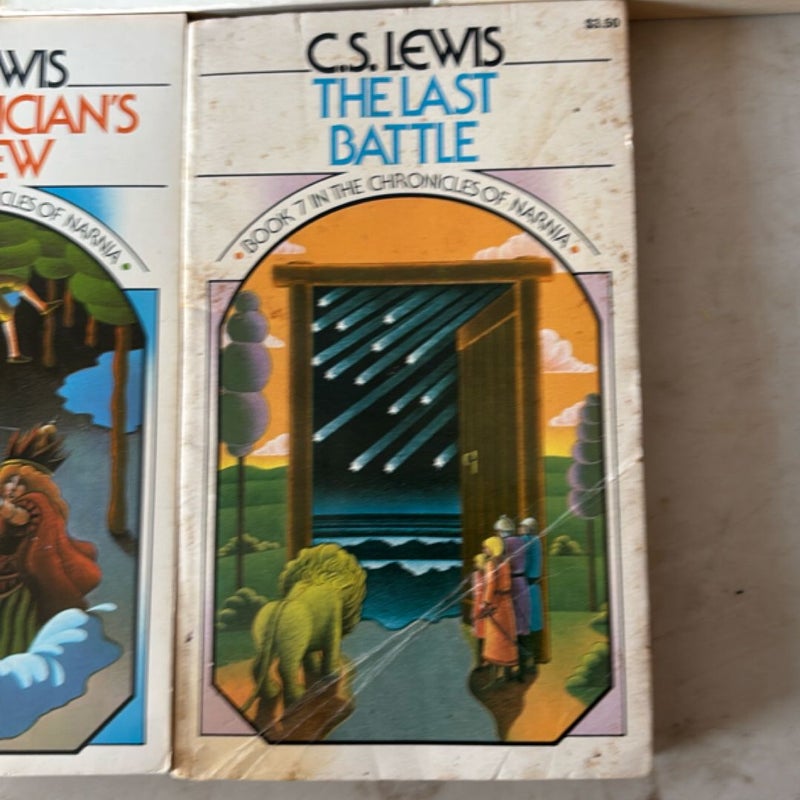 WIS
ICIAN'S
EW
CLES OF NARNIA
$3.50
C.S. LEWIS
THE LAST
BATTLE
BOOK 7 IN THE CHRONICLES OF NARNIA